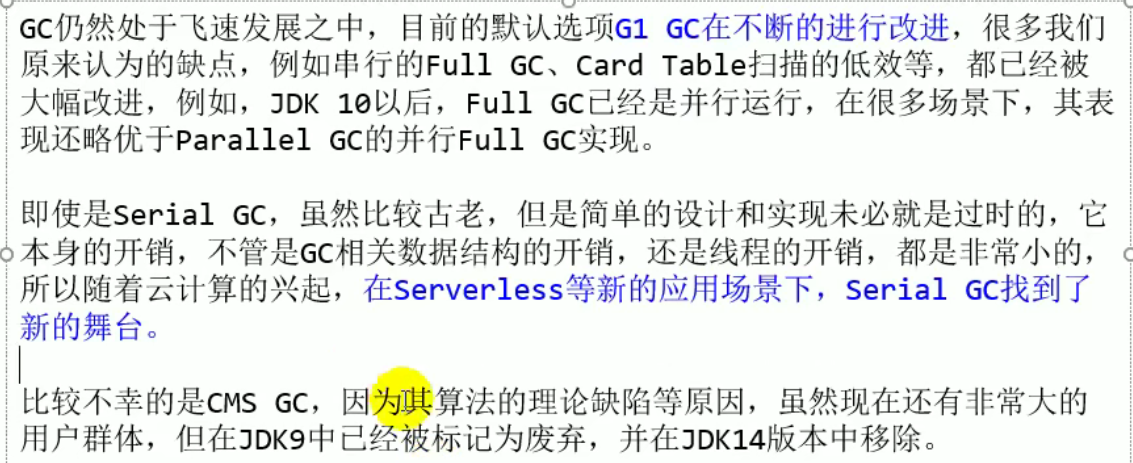 GC仍然处于飞速发展之中，目前的默认选项G1 GC在不断的进行改进，很多我们
原来认为的缺点，例如串行的Full GC、Card Table扫描的低效等，都已经被
大幅改进，例如，JDK 10以后，Full GC已经是并行运行，在很多场景下，其表
现还略优于Parallel GC的并行Full GC实现。
即使是Serial GC，虽然比较古老，但是简单的设计和实现未必就是过时的，它
本身的开销，不管是GC相关数据结构的开销，还是线程的开销，都是非常小的，
所以随着云计算的兴起，在Serverless等新的应用场景下，Serial GC找到了
新的舞台。
比较不幸的是CMS GC，因为其算法的理论缺陷等原因，虽然现在还有非常大的
用户群体，但在JDK9中已经被标记为废弃，并在JDK14版本中移除。